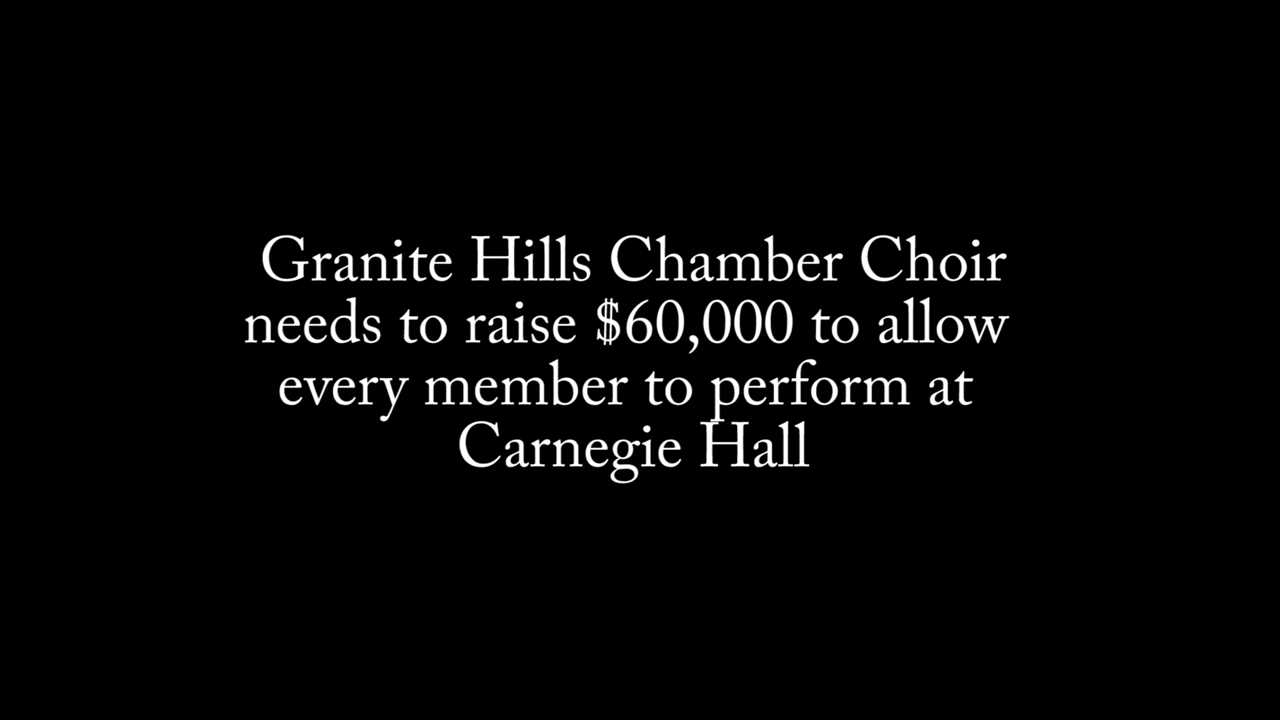 Granite Hills Chamber Choir
needs to raise $60,000 to allow
every member to perform at
Carnegie Hall